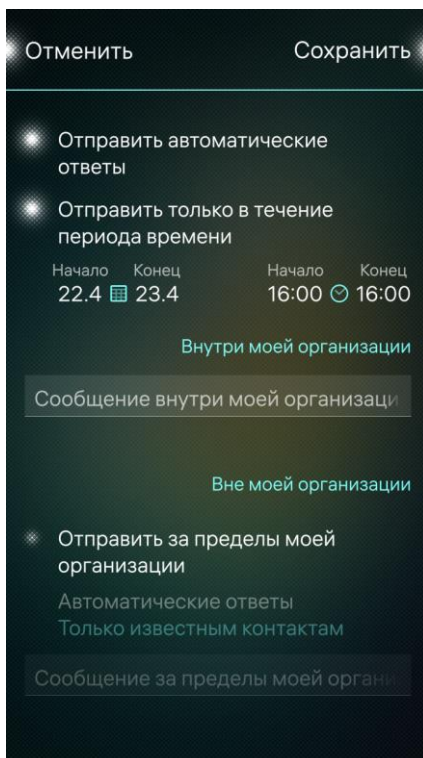 Отменить Сохранить
Отправить автоматические
ответы
Отправить только в течение
периода времени
Начало Конец Начало Конец
22.4 23.4 16:00 16:00
Внутри моей организации
Сообщение внутри моей организаци
Вне моей организации
Отправить за пределы моей
организации
Автоматические ответы
Только известным контактам
Сообщение за пределы моей органи